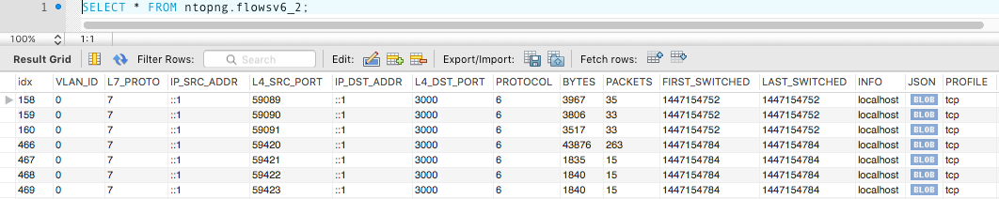 1 SELECT * FROM ntopng.flowsv6_2;
100% 1:1
Result Grid Filter Rows: Search Edit: Export/Import: Fetch rows:
idx VLAN_ID L7_PROTO IP_SRC_ADDR L4_SRC_PORT IP_DST_ADDR L4_DST_PORT PROTOCOL BYTES PACKETS FIRST_SWITCHED LAST_SWITCHED INFO JSON PROFILE
158 0 7 ::1 59089 ::1 3000 6 3967 35 1447154752 1447154752 localhost BLOB tcp
159 0 7 ::1 59090 ::1 3000 6 3806 33 1447154752 1447154752 localhost BLOB tcp
160 0 7 ::1 59091 ::1 3000 6 3517 33 1447154752 1447154752 localhost BLOB tcp
466 0 7 ::1 59420 ::1 3000 6 43876 263 1447154784 1447154784 localhost BLOB tcp
467 0 7 ::1 59421 ::1 3000 6 1835 15 1447154784 1447154784 localhost BLOB tcp
468 0 7 ::1 59422 ::1 3000 6 1840 15 1447154784 1447154784 localhost BLOB tcp
469 0 7 ::1 59423 ::1 3000 6 1840 15 1447154784 1447154784 localhost BLOB tcp